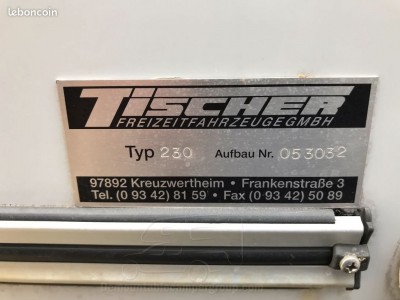 leboncoin
TISCHER
FREIZEITFAHRZEUGEGMBH
Typ 230 Aufbau Nr. 053032
97892 Kreuzwertheim • Frankenstraße 3
Tel. (0 93 42) 81 59 • Fax (0 93 42) 50 89